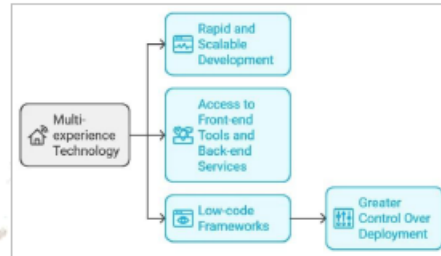 Rapid and
Scalable
Development
Multi-
experience
Technology
Access to
Front-end
Tools and
Back-end
Services
Low-code
Frameworks
Greater
Control Over
Deployment